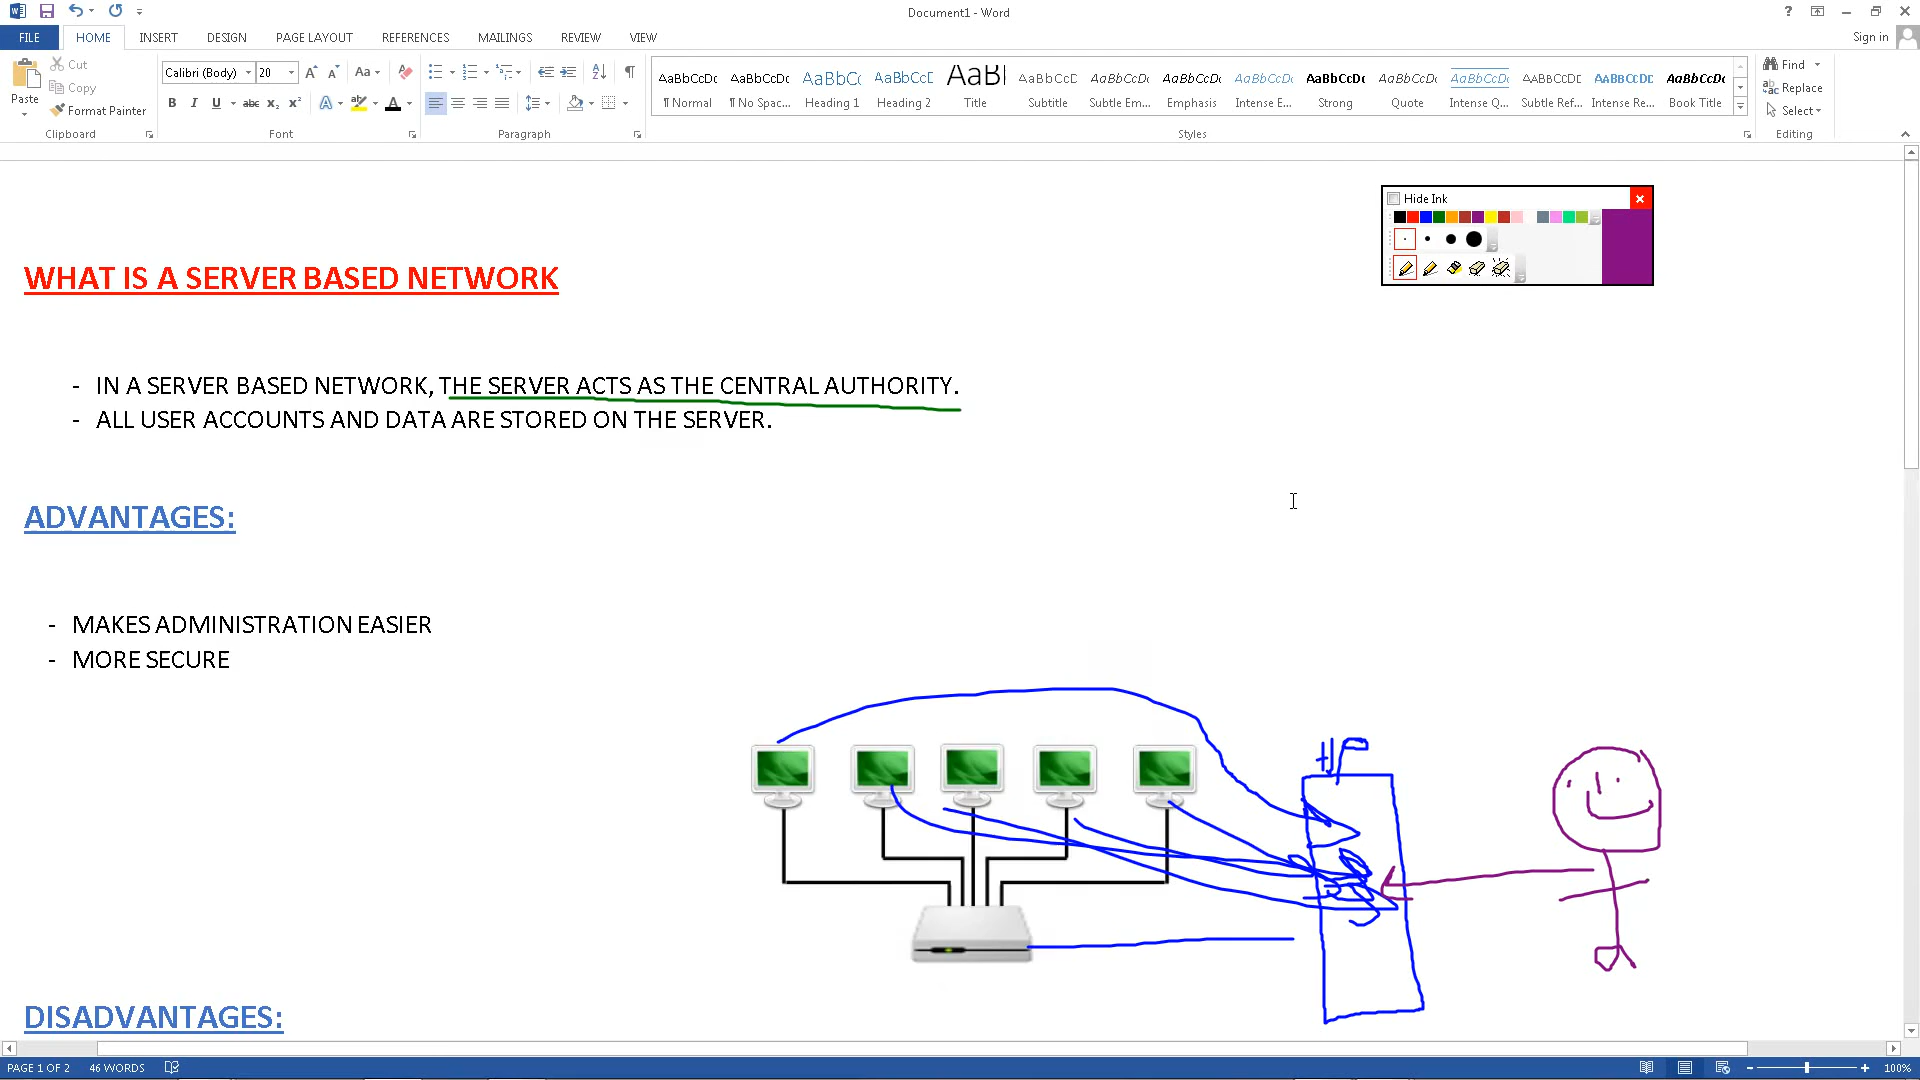 Document1 - Word
FILE HOME INSERT DESIGN PAGE LAYOUT REFERENCES MAILINGS REVIEW VIEW Sign in
Paste
Cut
Copy
Format Painter
Clipboard
Calibri (Body) 20
Font
Paragraph
AaBbCcDc AaBbCcDc AaBbCc AaBbCcC AaBl AaBbCcC AaBbCcDc AaBbCcDc AaBbCcDc AaBbCcDc AaBbCcDc AaBbCcDc AABBCCDC AABBCCDC AaBbCcDc
¶ Normal ¶ No Spac... Heading 1 Heading 2 Title Subtitle Subtle Em... Emphasis Intense E... Strong Quote Intense Q... Subtle Ref... Intense Re... Book Title
Styles
Find
Replace
Select
Editing
Hide Ink
WHAT IS A SERVER BASED NETWORK
- IN A SERVER BASED NETWORK, THE SERVER ACTS AS THE CENTRAL AUTHORITY.
- ALL USER ACCOUNTS AND DATA ARE STORED ON THE SERVER.
ADVANTAGES:
- MAKES ADMINISTRATION EASIER
- MORE SECURE
DISADVANTAGES:
PAGE 1 OF 2 46 WORDS 100%